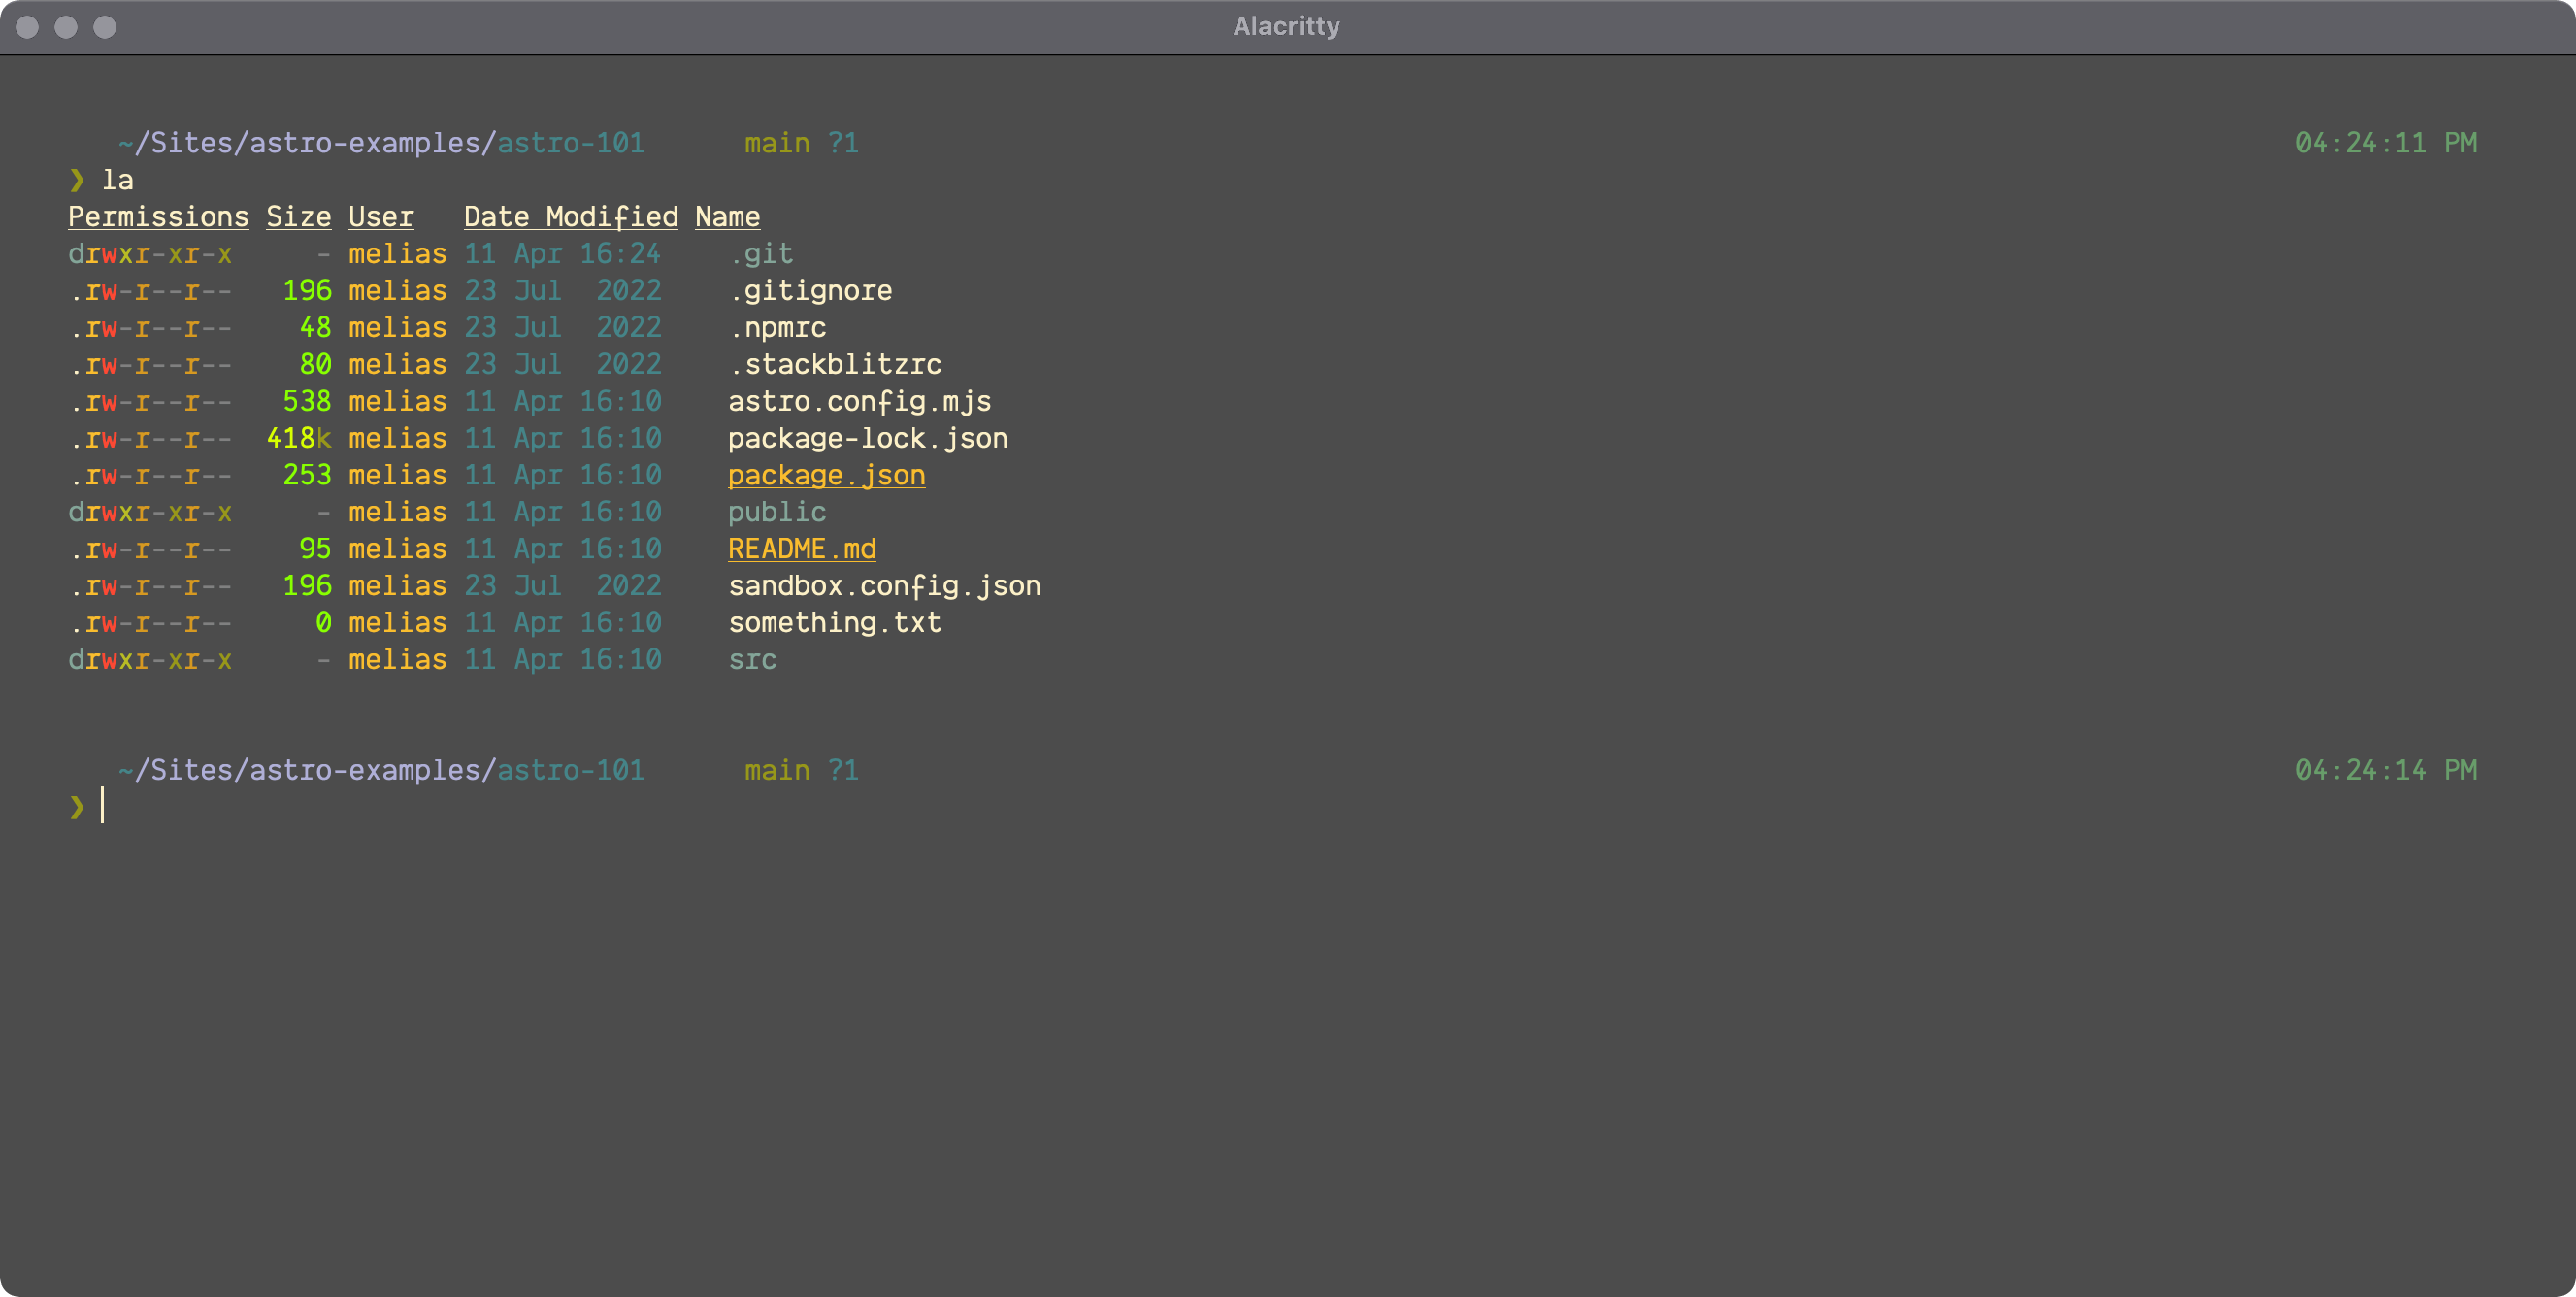 Alacritty
~/Sites/astro-examples/astro-101 main ?1 04:24:11 PM
❯ la
Permissions Size User Date Modified Name
drwxr-xr-x - melias 11 Apr 16:24 .git
.rw-r--r-- 196 melias 23 Jul 2022 .gitignore
.rw-r--r-- 48 melias 23 Jul 2022 .npmrc
.rw-r--r-- 80 melias 23 Jul 2022 .stackblitzrc
.rw-r--r-- 538 melias 11 Apr 16:10 astro.config.mjs
.rw-r--r-- 418k melias 11 Apr 16:10 package-lock.json
.rw-r--r-- 253 melias 11 Apr 16:10 package.json
drwxr-xr-x - melias 11 Apr 16:10 public
.rw-r--r-- 95 melias 11 Apr 16:10 README.md
.rw-r--r-- 196 melias 23 Jul 2022 sandbox.config.json
.rw-r--r-- 0 melias 11 Apr 16:10 something.txt
drwxr-xr-x - melias 11 Apr 16:10 src
~/Sites/astro-examples/astro-101 main ?1 04:24:14 PM
❯